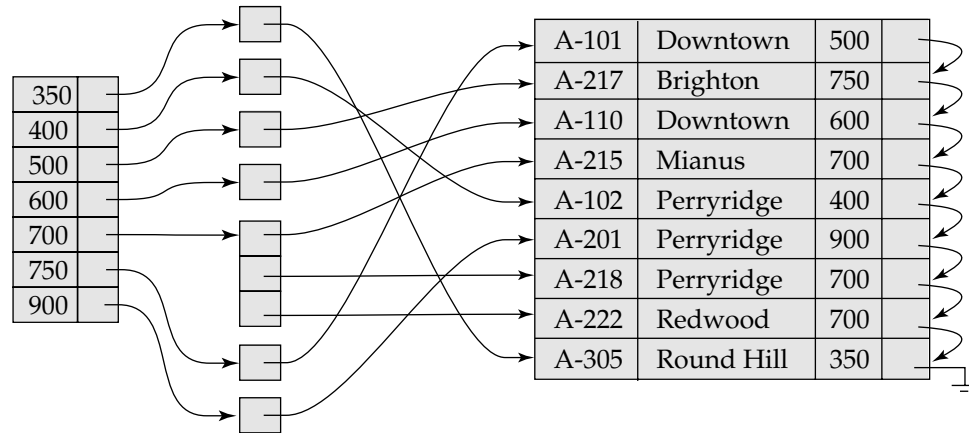 350
400
500
600
700
750
900
A-101 Downtown 500
A-217 Brighton 750
A-110 Downtown 600
A-215 Mianus 700
A-102 Perryridge 400
A-201 Perryridge 900
A-218 Perryridge 700
A-222 Redwood 700
A-305 Round Hill 350